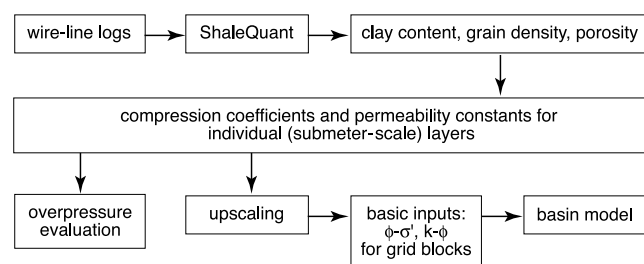 wire-line logs
ShaleQuant
clay content, grain density, porosity
compression coefficients and permeability constants for
individual (submeter-scale) layers
overpressure
evaluation
upscaling
basic inputs:
ϕ-σ', k-ϕ
for grid blocks
basin model